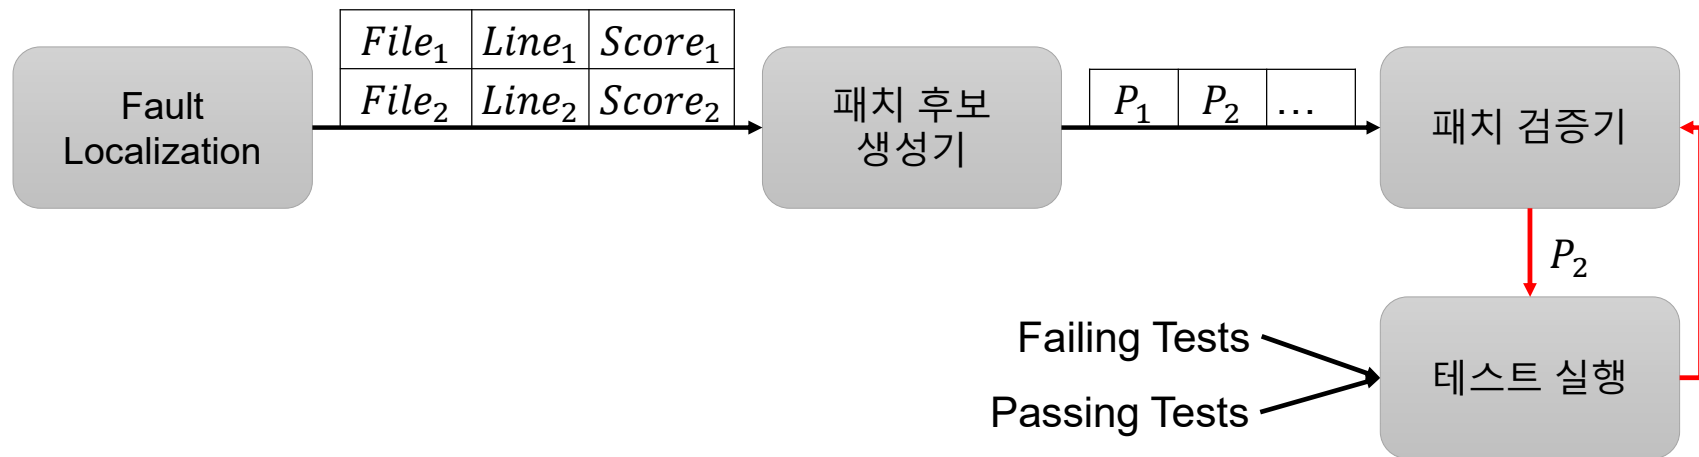 Fault
Localization
File₁ Line₁ Score₁
File₂ Line₂ Score₂
패치 후보
생성기
P₁ P₂ ...
패치 검증기
P₂
Failing Tests
Passing Tests
테스트 실행